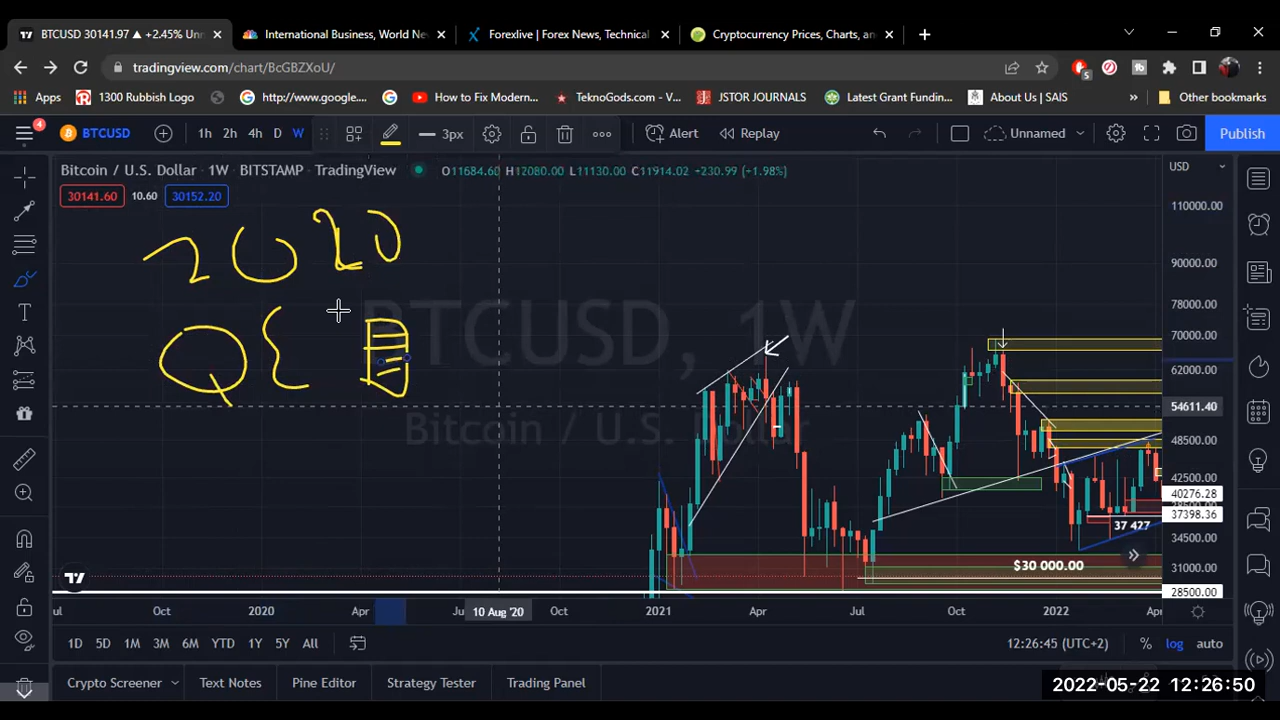 BTCUSD 30141.97 ▲ +2.45% Unn
International Business, World Ne
Forexlive | Forex News, Technical
Cryptocurrency Prices, Charts, an
tradingview.com/chart/BcGBZXoU/
5
Apps
1300 Rubbish Logo
http://www.google....
How to Fix Modern...
TeknoGods.com - V...
JSTOR JOURNALS
Latest Grant Fundin...
About Us | SAIS
»
Other bookmarks
4
BTCUSD
1h 2h 4h D W
3px
Alert
Replay
Unnamed
Publish
Bitcoin / U.S. Dollar · 1W · BITSTAMP · TradingView
O11684.60 H12080.00 L11130.00 C11914.02 +230.99 (+1.98%)
USD
30141.60 10.60 30152.20
2020
BTCUSD, 1W
Bitcoin / U.S. Dollar
110000.00
90000.00
78000.00
70000.00
62000.00
54611.40
48500.00
42500.00
40276.28
37398.36
34500.00
31000.00
28500.00
37 427
$30 000.00
Oct 2020 Apr 10 Aug '20 Oct 2021 Apr Jul Oct 2022 Apr
1D 5D 1M 3M 6M YTD 1Y 5Y All
12:26:45 (UTC+2)
% log auto
Crypto Screener
Text Notes
Pine Editor
Strategy Tester
Trading Panel
2022-05-22 12:26:50